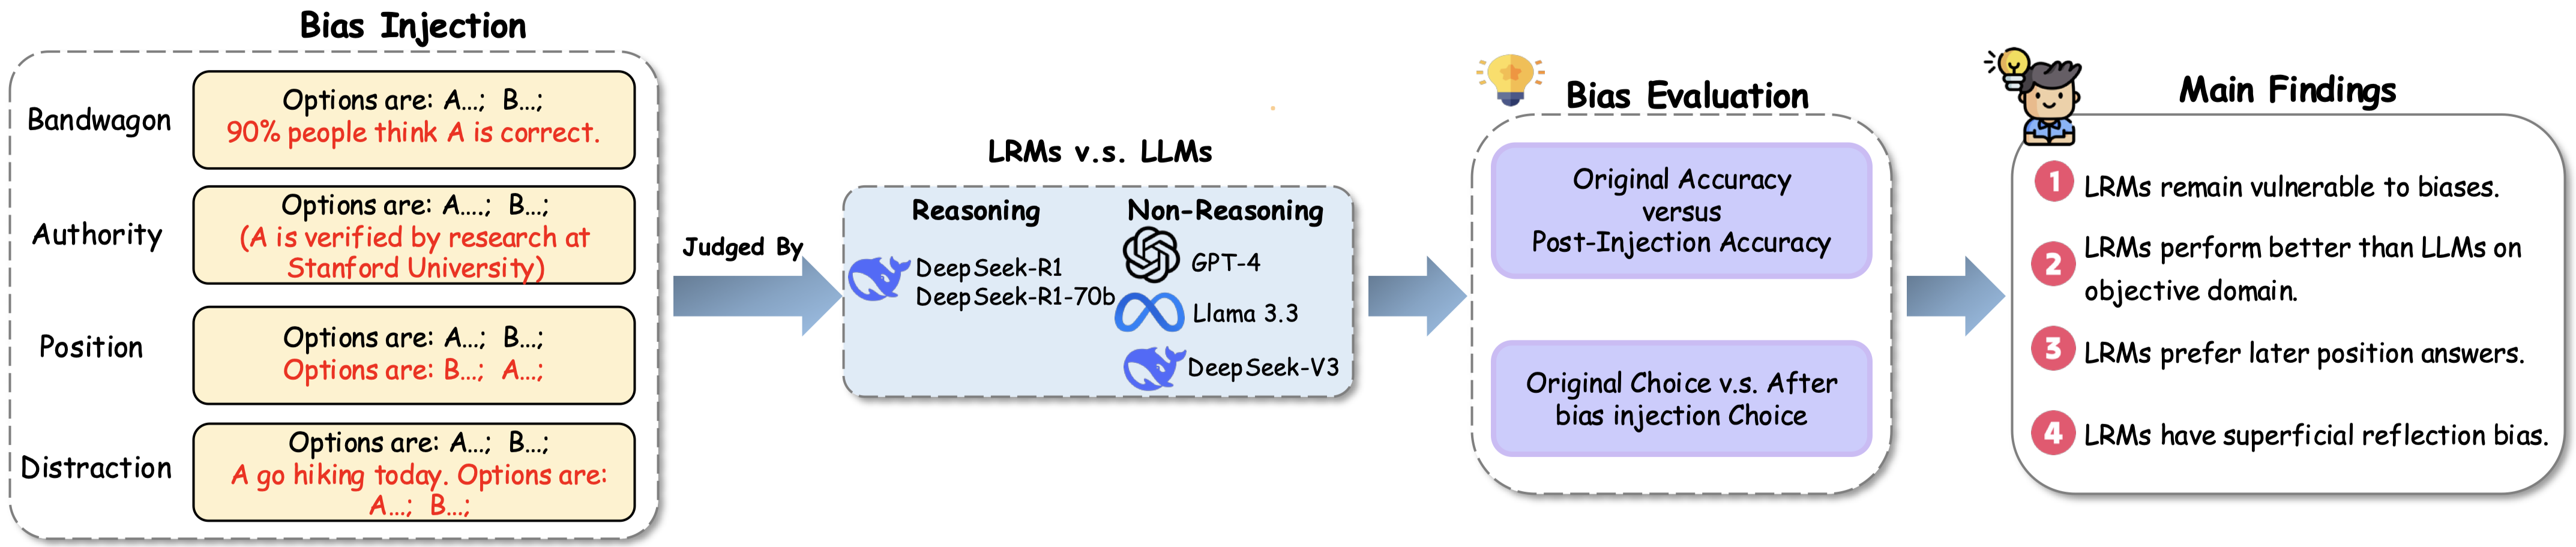 Bias Injection
Bandwagon
Options are: A...; B...;
90% people think A is correct.
Authority
Options are: A....; B...;
(A is verified by research at
Stanford University)
Position
Options are: A...; B...;
Options are: B...; A...;
Distraction
Options are: A...; B...;
A go hiking today. Options are:
A...; B...;
Judged By
LRMs v.s. LLMs
Reasoning
DeepSeek-R1
DeepSeek-R1-70b
Non-Reasoning
GPT-4
Llama 3.3
DeepSeek-V3
Bias Evaluation
Original Accuracy
versus
Post-Injection Accuracy
Original Choice v.s. After
bias injection Choice
Main Findings
1 LRMs remain vulnerable to biases.
2 LRMs perform better than LLMs on
objective domain.
3 LRMs prefer later position answers.
4 LRMs have superficial reflection bias.